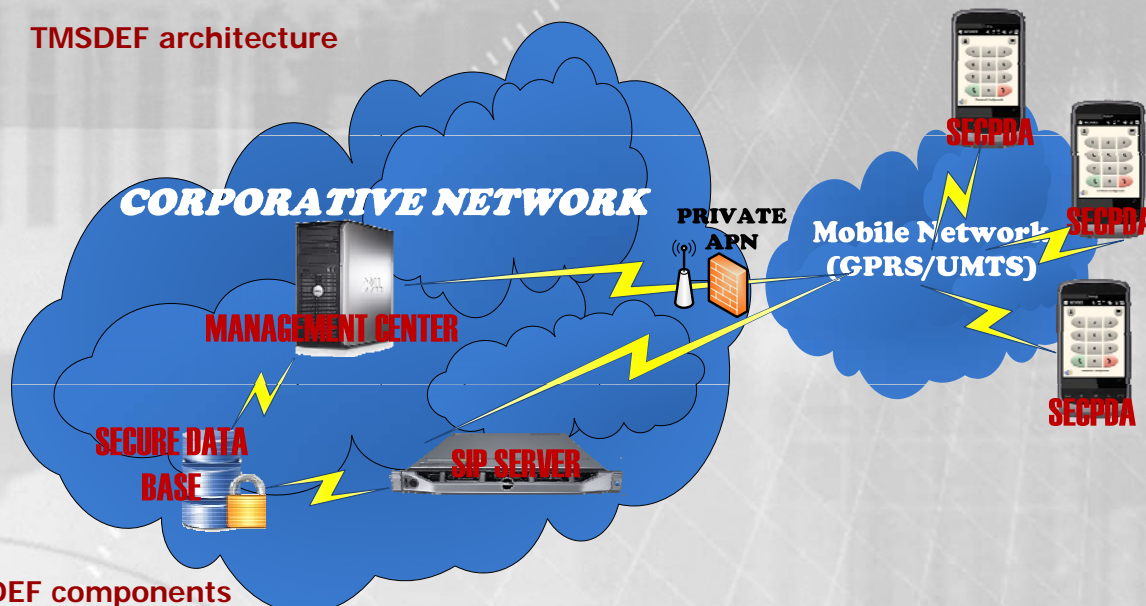 TMSDEF architecture
SECPDA
CORPORATIVE NETWORK
PRIVATE
APN
Mobile Network
(GPRS/UMTS)
SECPDA
MANAGEMENT CENTER
SECPDA
SECURE DATA
BASE
SIP SERVER
DEF components